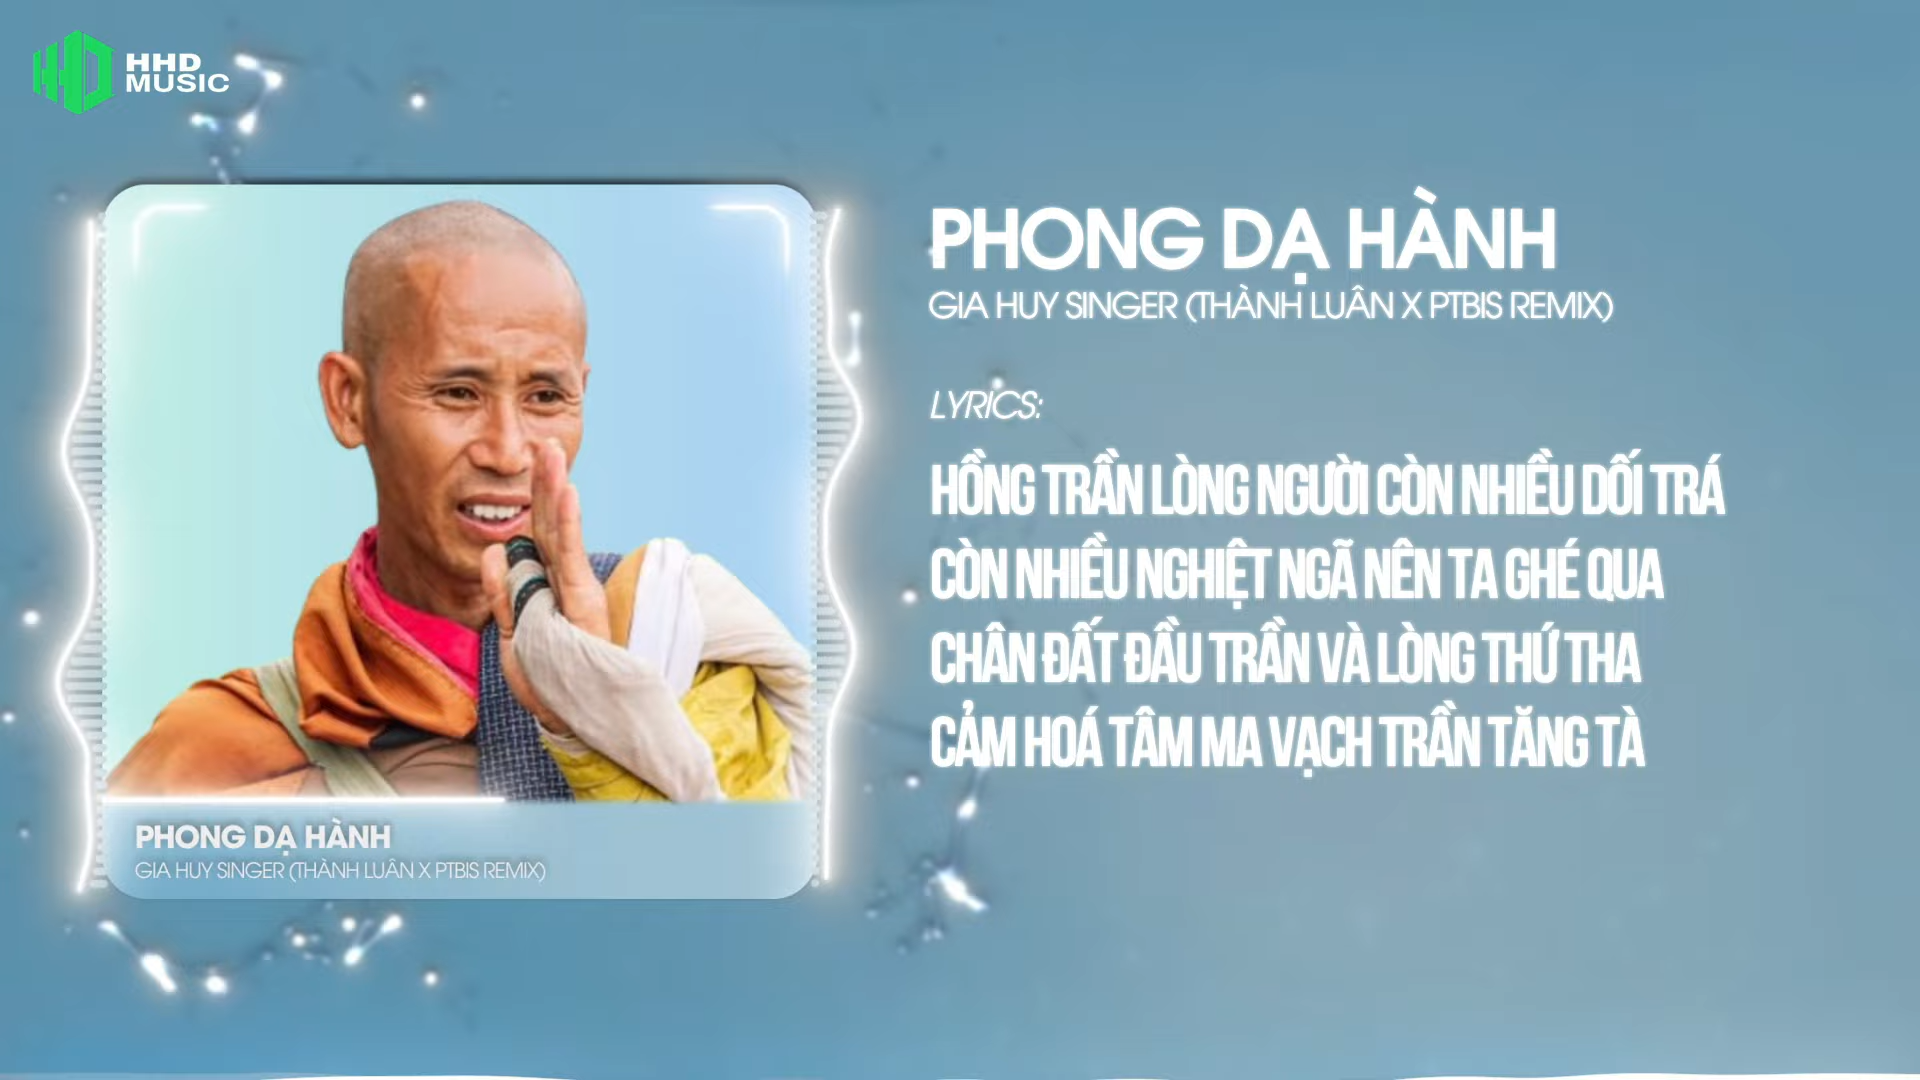 HHD
MUSIC
PHONG DẠ HÀNH
GIA HUY SINGER (THÀNH LUÂN X PTBIS REMIX)
LYRICS:
HỒNG TRẦN LÒNG NGƯỜI CÒN NHIỀU DỐI TRÁ
CÒN NHIỀU NGHIỆT NGÃ NÊN TA GHÉ QUA
CHÂN ĐẤT ĐẦU TRẦN VÀ LÒNG THỨ THA
CẢM HOÁ TÂM MA VẠCH TRẦN TĂNG TÀ
PHONG DẠ HÀNH
GIA HUY SINGER (THÀNH LUÂN X PTBIS REMIX)